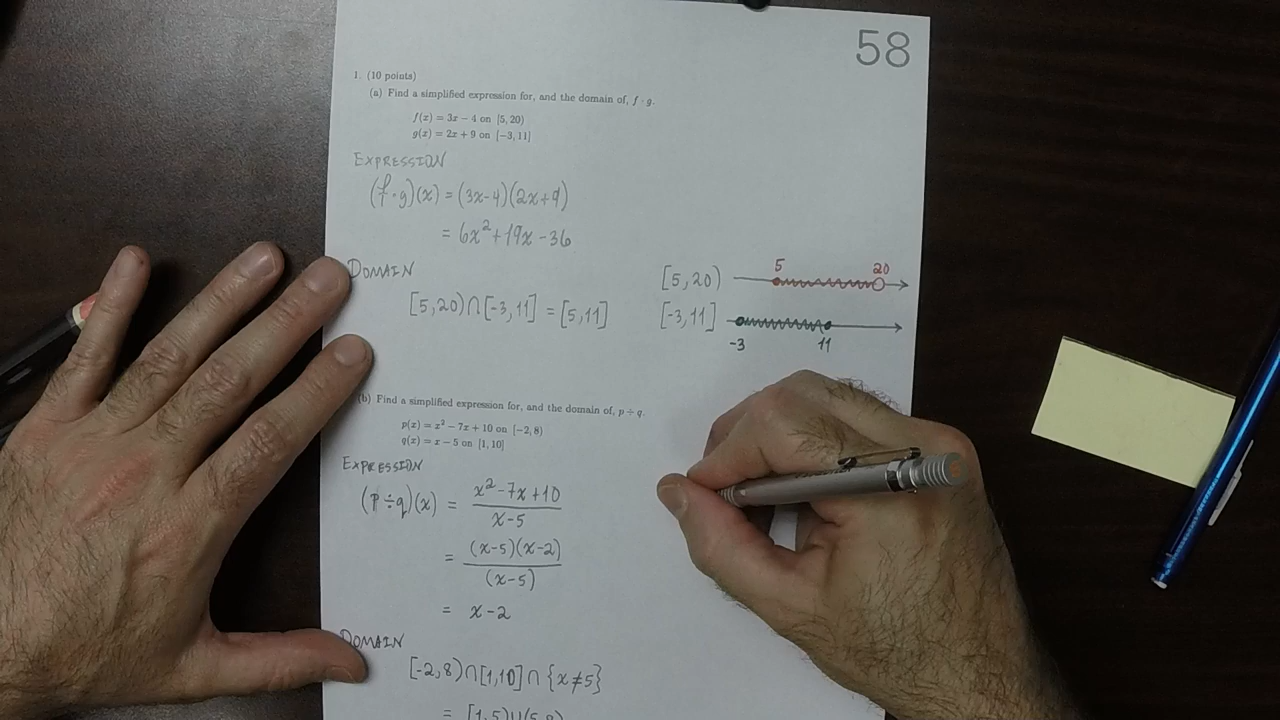 58
1. (10 points)
(a) Find a simplified expression for, and the domain of, f · g.
f(x) = 3x − 4 on [5, 20)
g(x) = 2x + 9 on [−3, 11]
EXPRESSION
(f·g)(x) = (3x-4)(2x+9)
= 6x²+19x-36
DOMAIN
[5,20)∩[-3,11] = [5,11]
[5,20) 5 20
[-3,11] -3 11
(b) Find a simplified expression for, and the domain of, p ÷ q.
p(x) = x² − 7x + 10 on [−2, 8)
q(x) = x − 5 on [1, 10]
EXPRESSION
(p÷q)(x) = x²-7x+10 / x-5
= (x-5)(x-2) / (x-5)
= x-2
DOMAIN
[-2,8)∩[1,10]∩{x≠5}
= [1,5)∪(5,8)